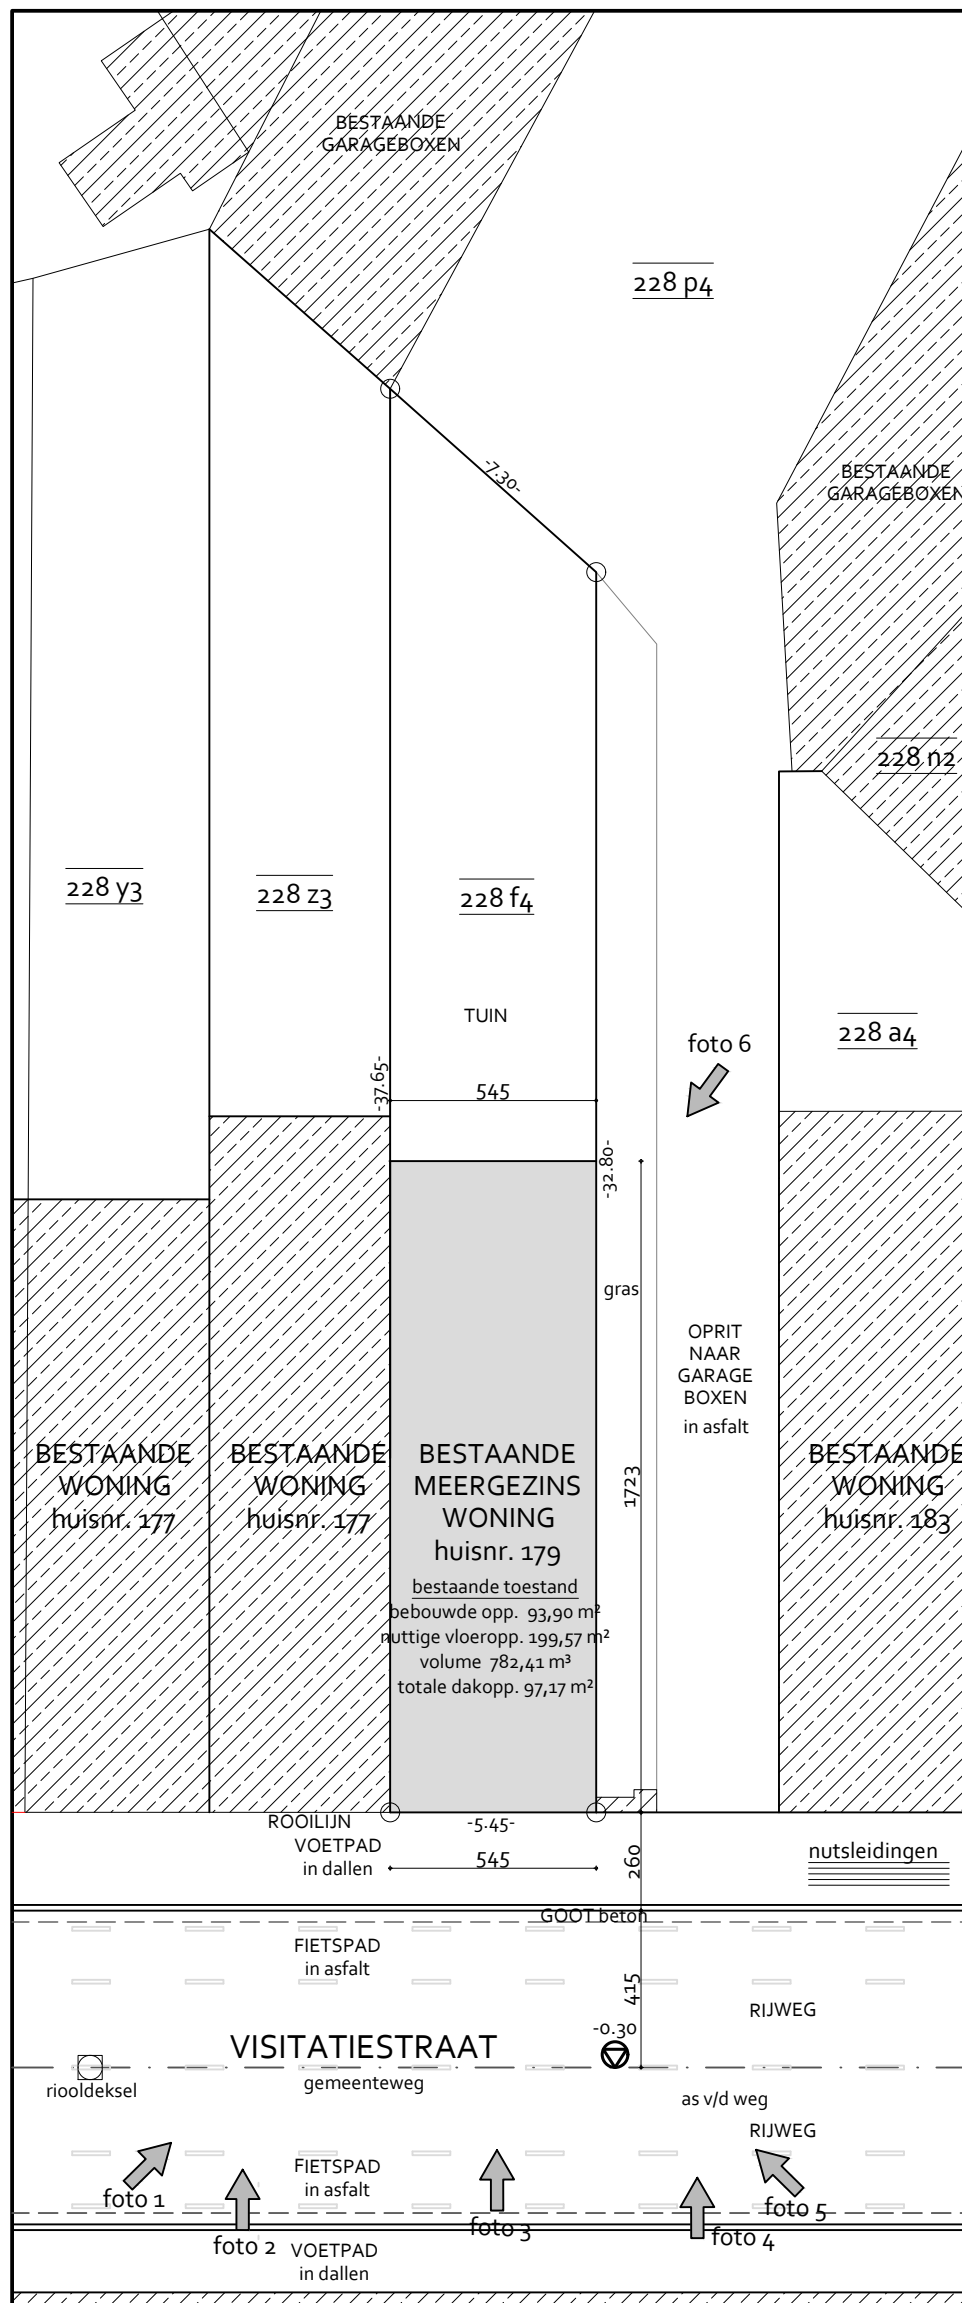 BESTAANDE
GARAGEBOXEN
228 p4
-7.30-
BESTAANDE
GARAGEBOXEN
228 n2
228 y3
228 z3
228 f4
TUIN
228 a4
foto 6
-37.65-
545
-32.80-
gras
OPRIT
NAAR
GARAGE
BOXEN
in asfalt
1723
BESTAANDE
WONING
huisnr. 177
BESTAANDE
WONING
huisnr. 177
BESTAANDE
MEERGEZINS
WONING
huisnr. 179
bestaande toestand
bebouwde opp. 93,90 m²
nuttige vloeropp. 199,57 m²
volume 782,41 m³
totale dakopp. 97,17 m²
BESTAANDE
WONING
huisnr. 183
ROOILIJN
VOETPAD
in dallen
-5.45-
545
260
nutsleidingen
GOOT beton
FIETSPAD
in asfalt
415
RIJWEG
-0.30
VISITATIESTRAAT
gemeenteweg
riooldeksel
as v/d weg
RIJWEG
FIETSPAD
in asfalt
foto 1
foto 2
foto 3
foto 4
foto 5
VOETPAD
in dallen